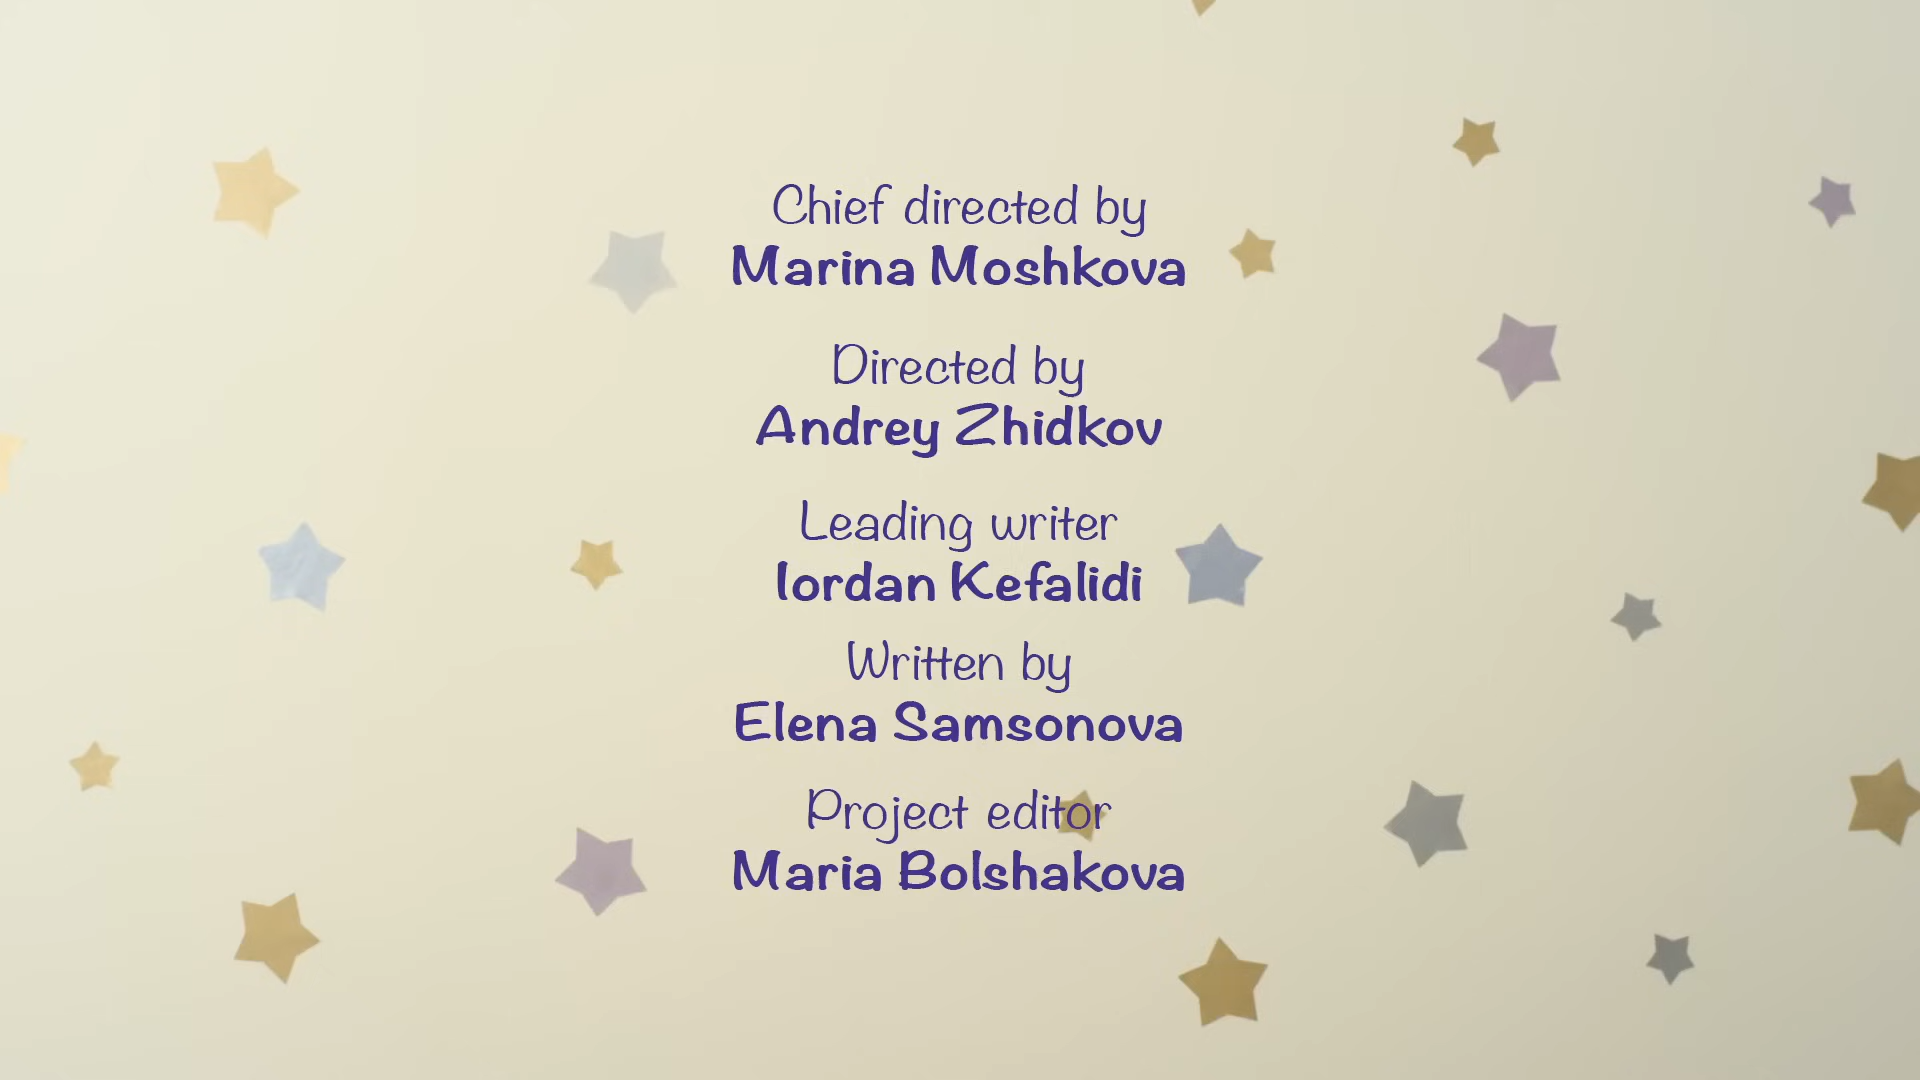 Chief directed by
Marina Moshkova
Directed by
Andrey Zhidkov
Leading writer
Iordan Kefalidi
Written by
Elena Samsonova
Project editor
Maria Bolshakova